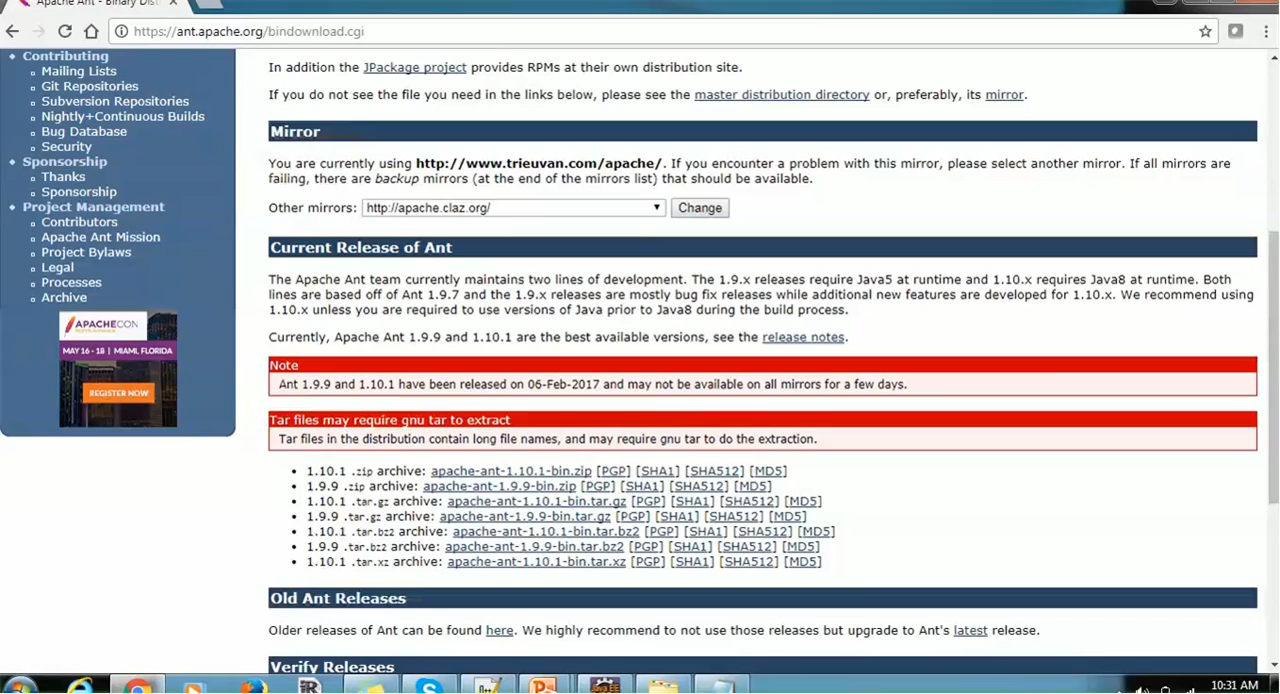 Apache Ant - Binary Dist
https://ant.apache.org/bindownload.cgi
Contributing
Mailing Lists
Git Repositories
Subversion Repositories
Nightly+Continuous Builds
Bug Database
Security
Sponsorship
Thanks
Sponsorship
Project Management
Contributors
Apache Ant Mission
Project Bylaws
Legal
Processes
Archive
APACHECON
MAY 16 - 18 | MIAMI, FLORIDA
REGISTER NOW
In addition the JPackage project provides RPMs at their own distribution site.
If you do not see the file you need in the links below, please see the master distribution directory or, preferably, its mirror.
Mirror
You are currently using http://www.trieuvan.com/apache/. If you encounter a problem with this mirror, please select another mirror. If all mirrors are
failing, there are backup mirrors (at the end of the mirrors list) that should be available.
Other mirrors: http://apache.claz.org/ Change
Current Release of Ant
The Apache Ant team currently maintains two lines of development. The 1.9.x releases require Java5 at runtime and 1.10.x requires Java8 at runtime. Both
lines are based off of Ant 1.9.7 and the 1.9.x releases are mostly bug fix releases while additional new features are developed for 1.10.x. We recommend using
1.10.x unless you are required to use versions of Java prior to Java8 during the build process.
Currently, Apache Ant 1.9.9 and 1.10.1 are the best available versions, see the release notes.
Note
Ant 1.9.9 and 1.10.1 have been released on 06-Feb-2017 and may not be available on all mirrors for a few days.
Tar files may require gnu tar to extract
Tar files in the distribution contain long file names, and may require gnu tar to do the extraction.
• 1.10.1 .zip archive: apache-ant-1.10.1-bin.zip [PGP] [SHA1] [SHA512] [MD5]
• 1.9.9 .zip archive: apache-ant-1.9.9-bin.zip [PGP] [SHA1] [SHA512] [MD5]
• 1.10.1 .tar.gz archive: apache-ant-1.10.1-bin.tar.gz [PGP] [SHA1] [SHA512] [MD5]
• 1.9.9 .tar.gz archive: apache-ant-1.9.9-bin.tar.gz [PGP] [SHA1] [SHA512] [MD5]
• 1.10.1 .tar.bz2 archive: apache-ant-1.10.1-bin.tar.bz2 [PGP] [SHA1] [SHA512] [MD5]
• 1.9.9 .tar.bz2 archive: apache-ant-1.9.9-bin.tar.bz2 [PGP] [SHA1] [SHA512] [MD5]
• 1.10.1 .tar.xz archive: apache-ant-1.10.1-bin.tar.xz [PGP] [SHA1] [SHA512] [MD5]
Old Ant Releases
Older releases of Ant can be found here. We highly recommend to not use those releases but upgrade to Ant's latest release.
Verify Releases
10:31 AM